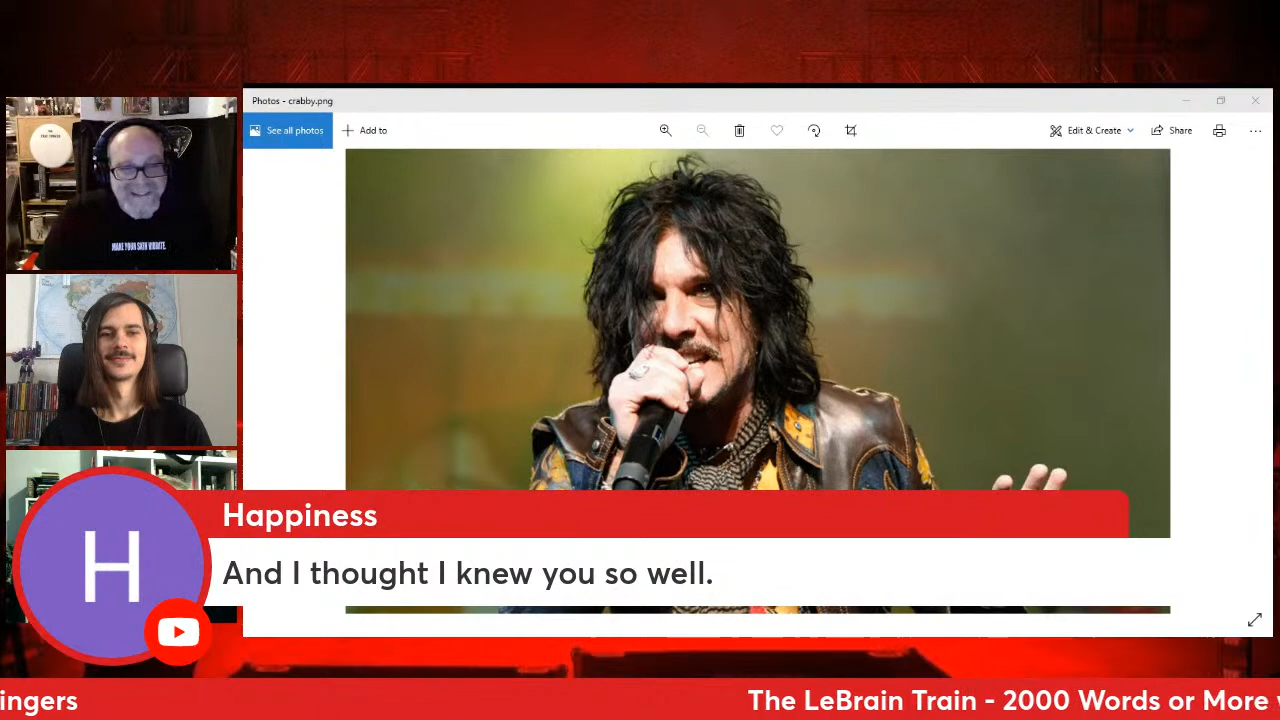 Photos - crabby.png
See all photos
Add to
Edit & Create
Share
MAKE YOUR SKIN VIBRATE.
Happiness
H
And I thought I knew you so well.
ingers
The LeBrain Train - 2000 Words or More